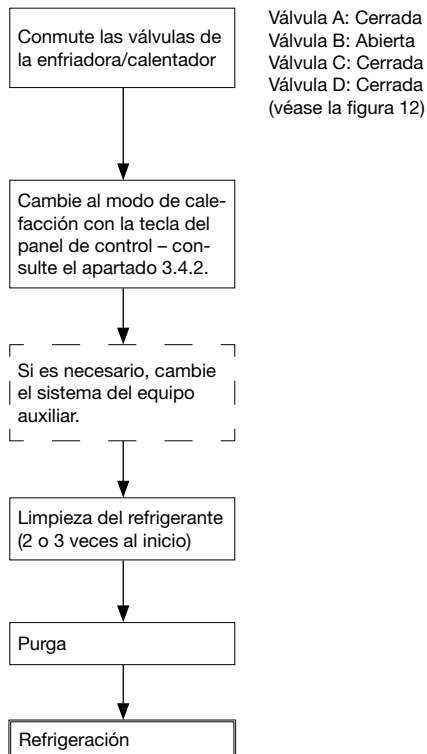 Conmute las válvulas de
la enfriadora/calentador
Válvula A: Cerrada
Válvula B: Abierta
Válvula C: Cerrada
Válvula D: Cerrada
(véase la figura 12)
Cambie al modo de cale-
facción con la tecla del
panel de control – con-
sulte el apartado 3.4.2.
Si es necesario, cambie
el sistema del equipo
auxiliar.
Limpieza del refrigerante
(2 o 3 veces al inicio)
Purga
Refrigeración